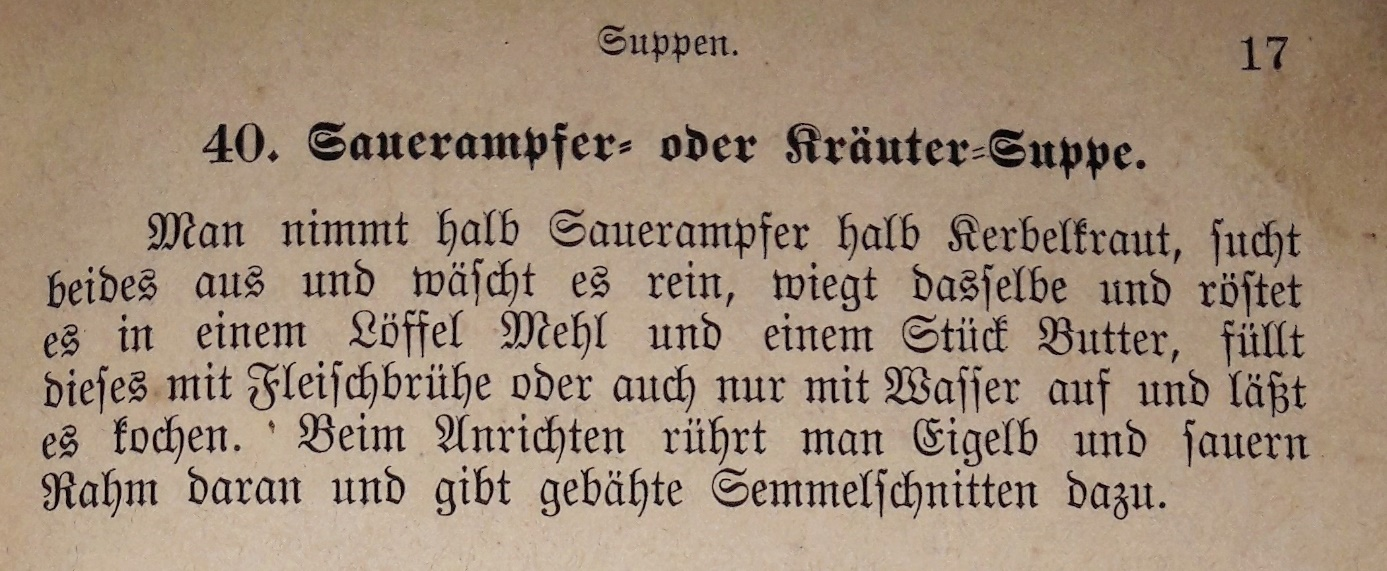 Suppen.
17
40. Sauerampfer- oder Kräuter-Suppe.
Man nimmt halb Sauerampfer halb Kerbelkraut, sucht
beides aus und wäscht es rein, wiegt dasselbe und röstet
es in einem Löffel Mehl und einem Stück Butter, füllt
dieses mit Fleischbrühe oder auch nur mit Wasser auf und läßt
es kochen. Beim Anrichten rührt man Eigelb und sauern
Rahm daran und gibt gebähte Semmelschnitten dazu.